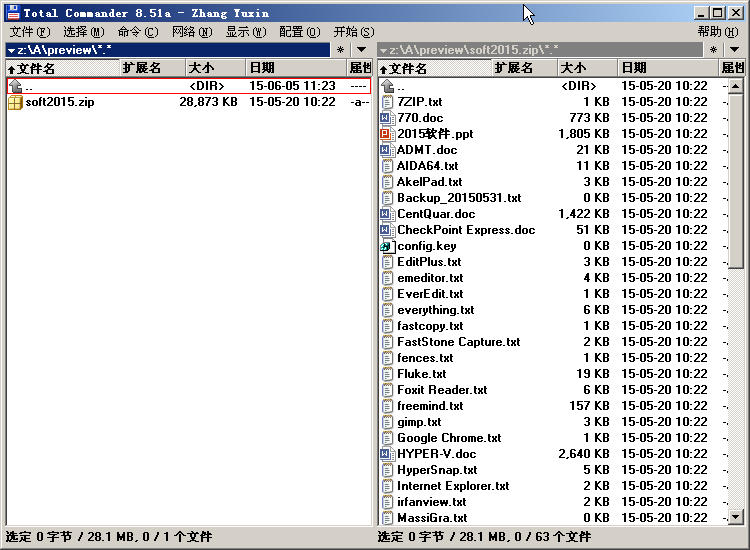 Total Commander 8.51a - Zhang Yuxin
文件(F) 选择(M) 命令(C) 网络(N) 显示(W) 配置(O) 开始(S) 帮助(H)
z:\A\preview\*.* * z:\A\preview\soft2015.zip\*.* *
文件名 扩展名 大小 日期 属性 文件名 扩展名 大小 日期
.. <DIR> 15-06-05 11:23 ----
soft2015.zip 28,873 KB 15-05-20 10:22 -a--
.. <DIR> 15-05-20 10:22
7ZIP.txt 1 KB 15-05-20 10:22
770.doc 773 KB 15-05-20 10:22
2015软件.ppt 1,805 KB 15-05-20 10:22
ADMT.doc 21 KB 15-05-20 10:22
AIDA64.txt 11 KB 15-05-20 10:22
AkelPad.txt 3 KB 15-05-20 10:22
Backup_20150531.txt 0 KB 15-05-20 10:22
CentQuar.doc 1,422 KB 15-05-20 10:22
CheckPoint Express.doc 51 KB 15-05-20 10:22
config.key 0 KB 15-05-20 10:22
EditPlus.txt 3 KB 15-05-20 10:22
emeditor.txt 4 KB 15-05-20 10:22
EverEdit.txt 1 KB 15-05-20 10:22
everything.txt 6 KB 15-05-20 10:22
fastcopy.txt 1 KB 15-05-20 10:22
FastStone Capture.txt 2 KB 15-05-20 10:22
fences.txt 1 KB 15-05-20 10:22
Fluke.txt 19 KB 15-05-20 10:22
Foxit Reader.txt 6 KB 15-05-20 10:22
freemind.txt 157 KB 15-05-20 10:22
gimp.txt 3 KB 15-05-20 10:22
Google Chrome.txt 1 KB 15-05-20 10:22
HYPER-V.doc 2,640 KB 15-05-20 10:22
HyperSnap.txt 5 KB 15-05-20 10:22
Internet Explorer.txt 2 KB 15-05-20 10:22
irfanview.txt 2 KB 15-05-20 10:22
MassiGra.txt 0 KB 15-05-20 10:22
选定 0 字节 / 28.1 MB, 0 / 1 个文件 选定 0 字节 / 28.1 MB, 0 / 63 个文件